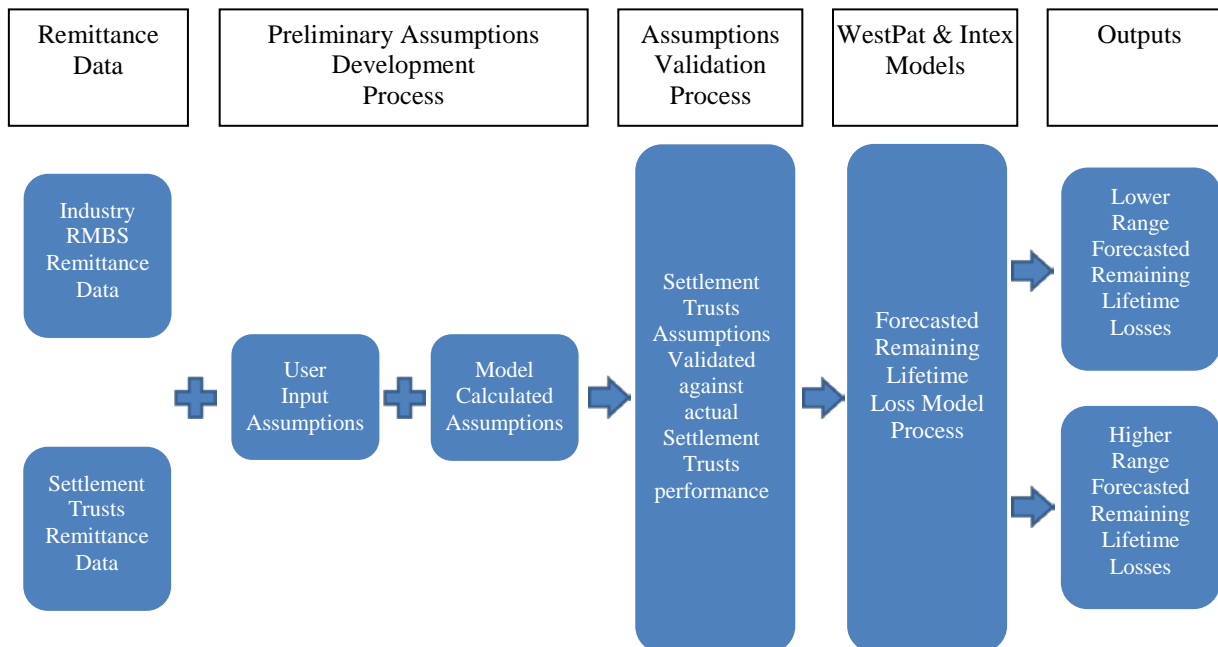 Remittance
Data
Preliminary Assumptions
Development
Process
Assumptions
Validation
Process
WestPat & Intex
Models
Outputs
Industry
RMBS
Remittance
Data
Settlement
Trusts
Remittance
Data
User
Input
Assumptions
Model
Calculated
Assumptions
Settlement
Trusts
Assumptions
Validated
against
actual
Settlement
Trusts
performance
Forecasted
Remaining
Lifetime
Loss Model
Process
Lower
Range
Forecasted
Remaining
Lifetime
Losses
Higher
Range
Forecasted
Remaining
Lifetime
Losses